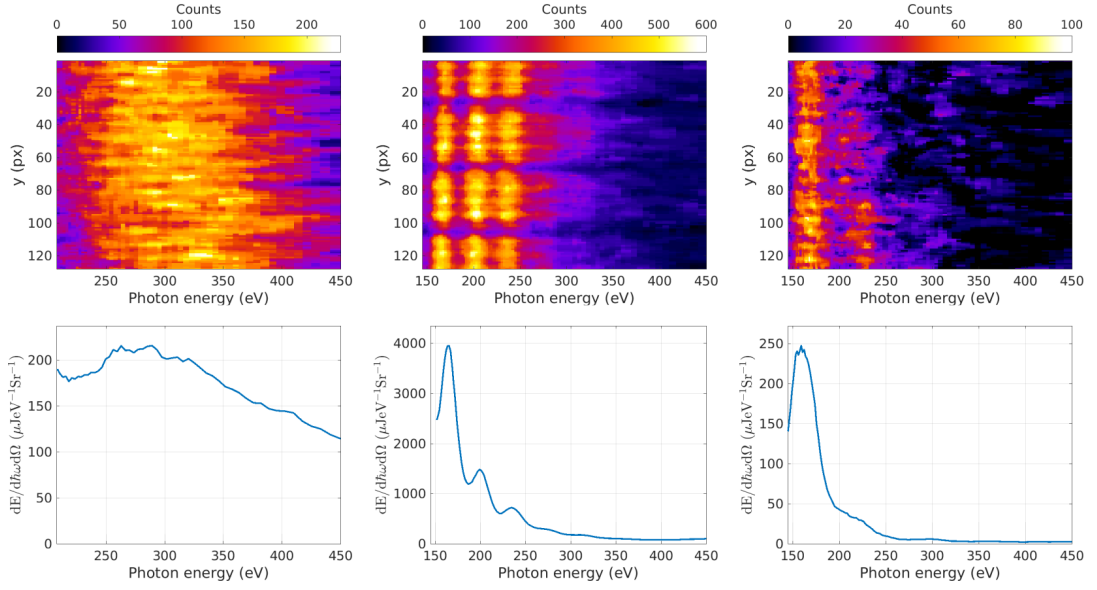 Counts
0 50 100 150 200
y (px)
20
40
60
80
100
120
250 300 350 400 450
Photon energy (eV)
Counts
0 100 200 300 400 500 600
y (px)
20
40
60
80
100
120
150 200 250 300 350 400 450
Photon energy (eV)
Counts
0 20 40 60 80 100
y (px)
20
40
60
80
100
120
150 200 250 300 350 400 450
Photon energy (eV)
dE/dħωdΩ (μJeV⁻¹Sr⁻¹)
200
150
100
50
0
250 300 350 400 450
Photon energy (eV)
dE/dħωdΩ (μJeV⁻¹Sr⁻¹)
4000
3000
2000
1000
0
150 200 250 300 350 400 450
Photon energy (eV)
dE/dħωdΩ (μJeV⁻¹Sr⁻¹)
250
200
150
100
50
0
150 200 250 300 350 400 450
Photon energy (eV)